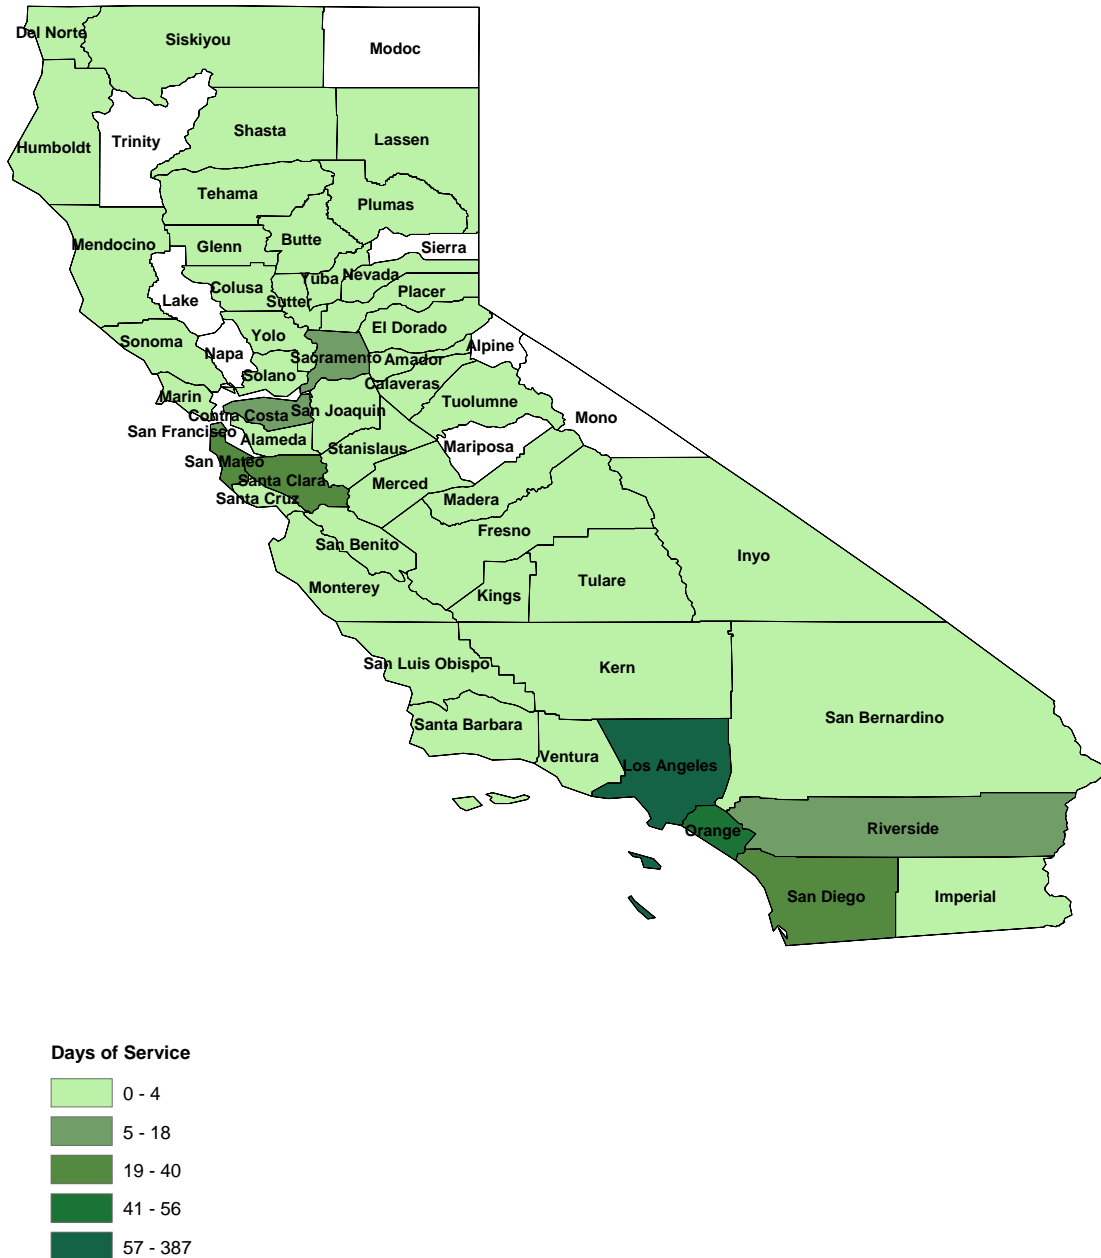 Del Norte
Siskiyou
Modoc
Trinity
Shasta
Lassen
Humboldt
Tehama
Plumas
Mendocino
Glenn
Butte
Sierra
Colusa
Yuba
Nevada
Lake
Sutter
Placer
Sonoma
Yolo
El Dorado
Napa
Sacramento
Amador
Alpine
Solano
Calaveras
Marin
Contra Costa
San Joaquin
Tuolumne
Mono
San Francisco
Alameda
Stanislaus
Mariposa
San Mateo
Santa Clara
Merced
Santa Cruz
Madera
San Benito
Fresno
Inyo
Monterey
Kings
Tulare
San Luis Obispo
Kern
Santa Barbara
San Bernardino
Ventura
Los Angeles
Orange
Riverside
San Diego
Imperial
Days of Service
0 - 4
5 - 18
19 - 40
41 - 56
57 - 387